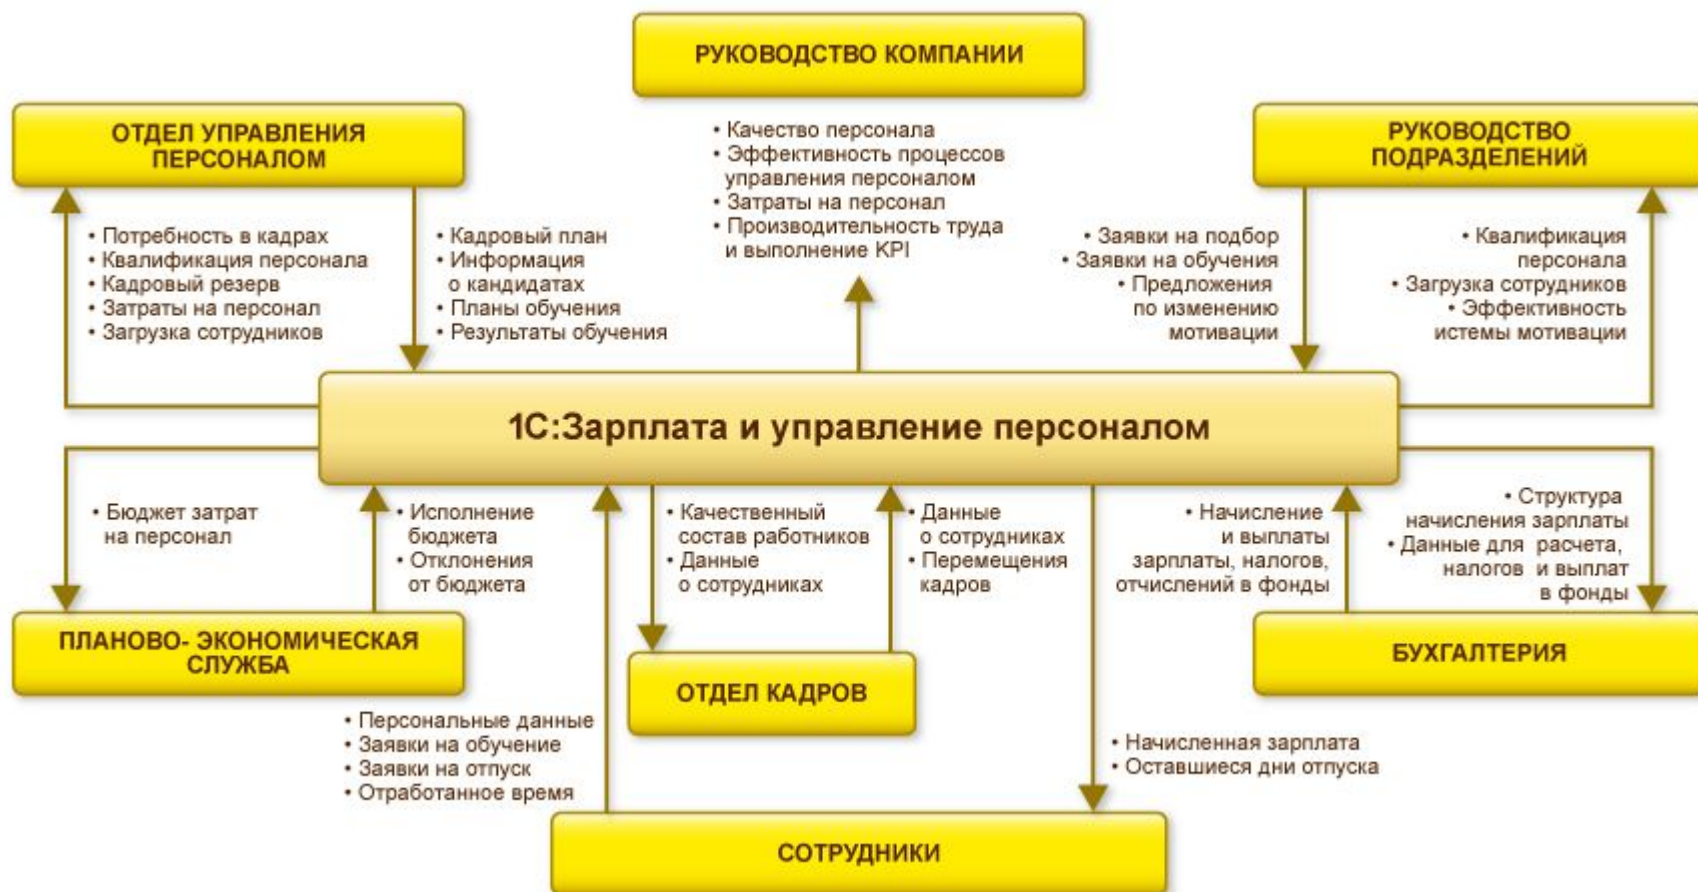 РУКОВОДСТВО КОМПАНИИ
ОТДЕЛ УПРАВЛЕНИЯ
ПЕРСОНАЛОМ
РУКОВОДСТВО
ПОДРАЗДЕЛЕНИЙ
• Качество персонала
• Эффективность процессов
управления персоналом
• Затраты на персонал
• Производительность труда
и выполнение KPI
• Потребность в кадрах
• Квалификация персонала
• Кадровый резерв
• Затраты на персонал
• Загрузка сотрудников
• Кадровый план
• Информация
о кандидатах
• Планы обучения
• Результаты обучения
• Заявки на подбор
• Заявки на обучения
• Предложения
по изменению
мотивации
• Квалификация
персонала
• Загрузка сотрудников
• Эффективность
истемы мотивации
1С:Зарплата и управление персоналом
• Бюджет затрат
на персонал
• Исполнение
бюджета
• Отклонения
от бюджета
• Качественный
состав работников
• Данные
о сотрудниках
• Данные
о сотрудниках
• Перемещения
кадров
• Начисление
и выплаты
зарплаты, налогов,
отчислений в фонды
• Структура
начисления зарплаты
• Данные для расчета,
налогов и выплат
в фонды
ПЛАНОВО- ЭКОНОМИЧЕСКАЯ
СЛУЖБА
ОТДЕЛ КАДРОВ
БУХГАЛТЕРИЯ
• Персональные данные
• Заявки на обучение
• Заявки на отпуск
• Отработанное время
• Начисленная зарплата
• Оставшиеся дни отпуска
СОТРУДНИКИ